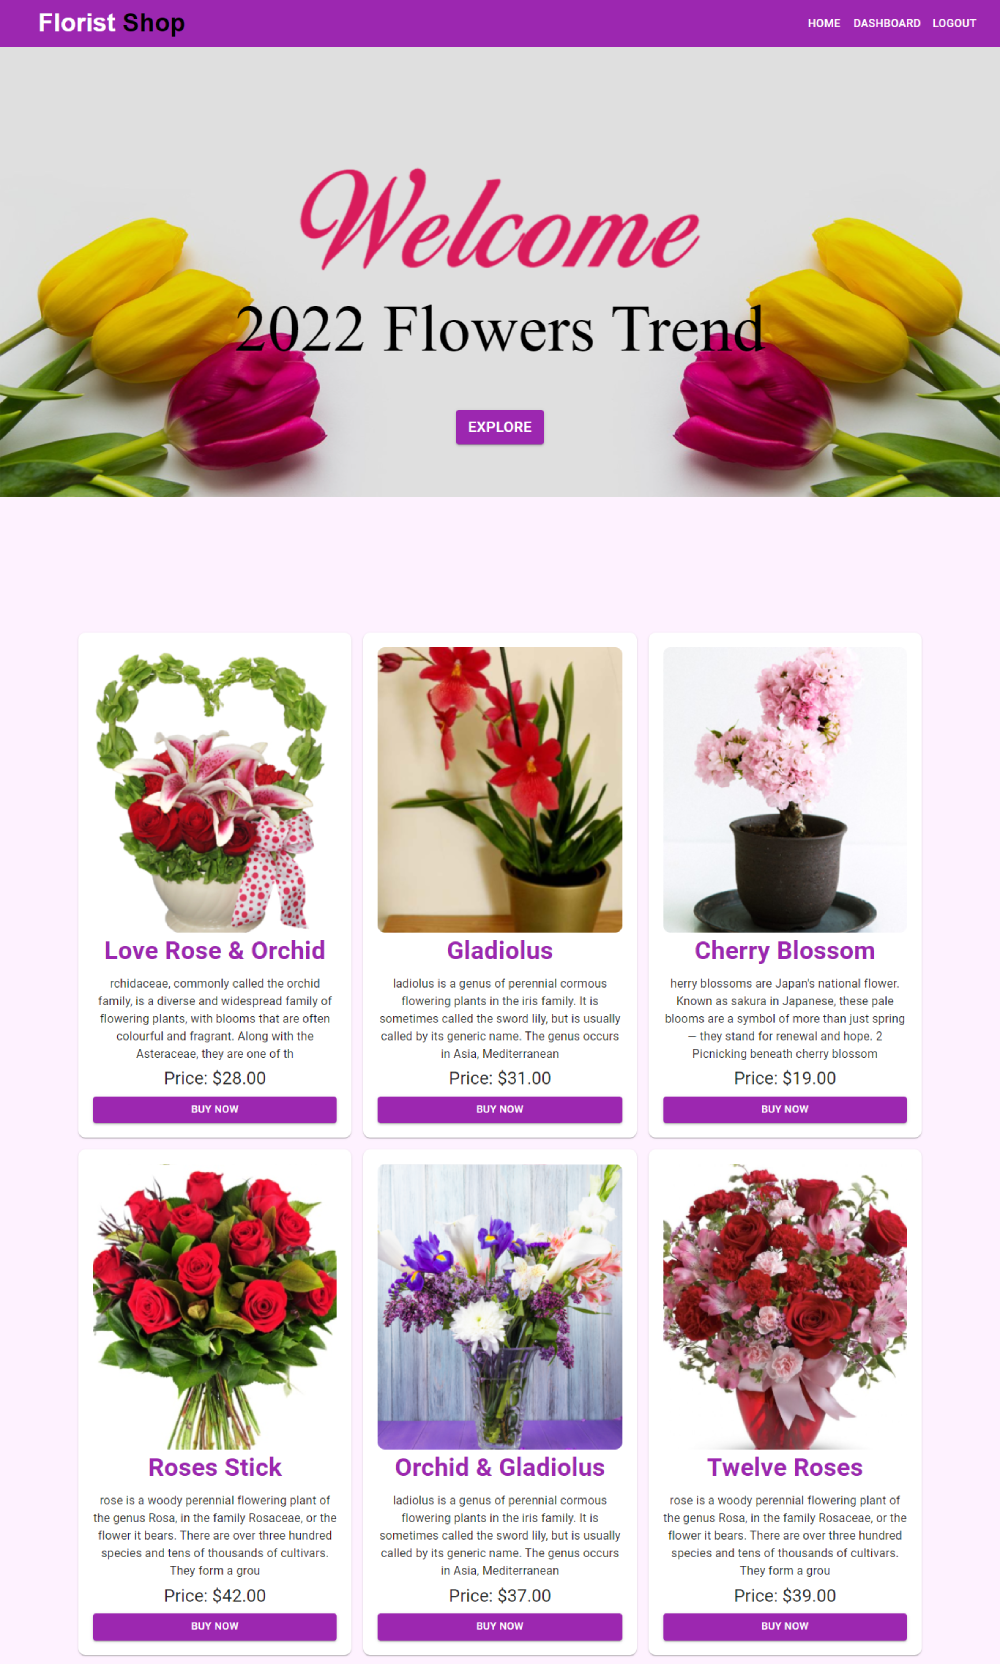 Florist Shop
HOME DASHBOARD LOGOUT
Welcome
2022 Flowers Trend
EXPLORE
Love Rose & Orchid
rchidaceae, commonly called the orchid
family, is a diverse and widespread family of
flowering plants, with blooms that are often
colourful and fragrant. Along with the
Asteraceae, they are one of th
Price: $28.00
BUY NOW
Gladiolus
ladiolus is a genus of perennial cormous
flowering plants in the iris family. It is
sometimes called the sword lily, but is usually
called by its generic name. The genus occurs
in Asia, Mediterranean
Price: $31.00
BUY NOW
Cherry Blossom
herry blossoms are Japan's national flower.
Known as sakura in Japanese, these pale
blooms are a symbol of more than just spring
— they stand for renewal and hope. 2
Picnicking beneath cherry blossom
Price: $19.00
BUY NOW
Roses Stick
rose is a woody perennial flowering plant of
the genus Rosa, in the family Rosaceae, or the
flower it bears. There are over three hundred
species and tens of thousands of cultivars.
They form a grou
Price: $42.00
BUY NOW
Orchid & Gladiolus
ladiolus is a genus of perennial cormous
flowering plants in the iris family. It is
sometimes called the sword lily, but is usually
called by its generic name. The genus occurs
in Asia, Mediterranean
Price: $37.00
BUY NOW
Twelve Roses
rose is a woody perennial flowering plant of
the genus Rosa, in the family Rosaceae, or the
flower it bears. There are over three hundred
species and tens of thousands of cultivars.
They form a grou
Price: $39.00
BUY NOW